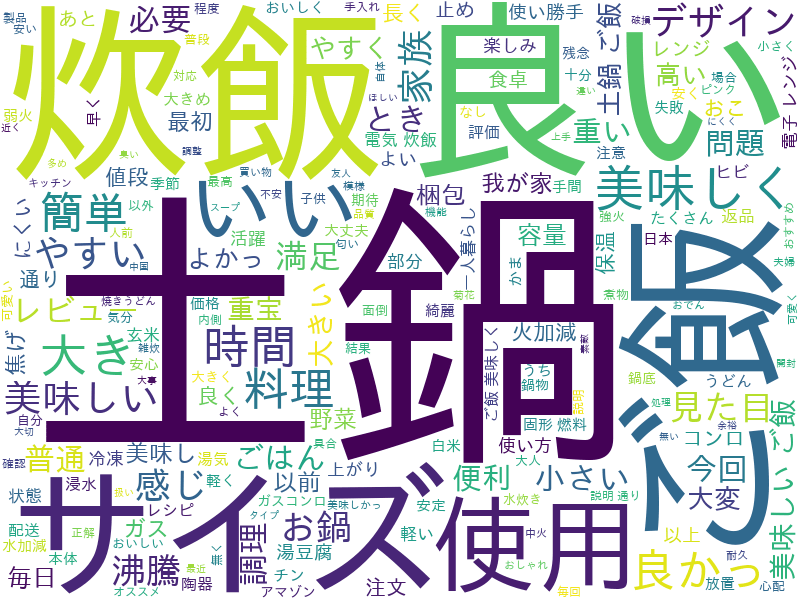 製品
程度
おいしく
手入れ
炊飯
良い
安い
あと
必要
普段
やすく
長く
止め
使い勝手
家族
楽しみ
残念
土鍋 ご飯
デザイン
レンジ
小さく
弱火
対応
自体
食卓
十分
高い
場合
破損
近く
早く
大きめ
最初
とき
ほしい
違い
安く
ピンク
電子 レンジ
電気 炊飯
評価
なし
重い
失敗
おこ
にくく
多め
臭い
調整
よい
上手
注意
問題
キッチン
値段
季節
最高
買い物
友人
模様
不安
子供
いい
梱包
我が家
手間
美味しく
ヒビ
簡単
以外
スープ
期待
品質
機能
強火
たくさん
返品
おすすめ
にくい
人前
活躍
大丈夫
匂い
一人暮らし
容量
保温
日本
やすい
中国
よかっ
満足
部分
かま
夫婦
土鍋
ご飯
通り
焼きうどん
可愛い
気分
価格
内側
重宝
面倒
綺麗
菊花
煮物
おでん
可愛く
レビュー
大きい
焦げ
玄米
雑炊
時間
結果
火加減
鍋底
うどん
開封
大き
安心
大事
料理
うち
鍋物
説明
見た目
処理
余裕
美味しい
自分
大切
大きく
良く
よく
野菜
ご飯 美味しく
固形 燃料
白米
使い方
コンロ
無い
美味しい ご飯
確認
普通
冷凍
美味し
湯気
ごはん
具合
上がり
便利
大人
小さい
今回
状態
浸水
レシピ
軽く
感じ
以前
水炊き
説明 通り
大変
サイズ
使用
配送
正解
ガス
扱い
ガスコンロ
美味しかっ
お鍋
軽い
安定
中火
以上
水加減
おいしい
タイプ
調理
湯豆腐
おしゃれ
良かっ
耐久
毎日
本体
沸騰
最近
チン
注文
毎回
放置
心配
オススメ
陶器
アマゾン